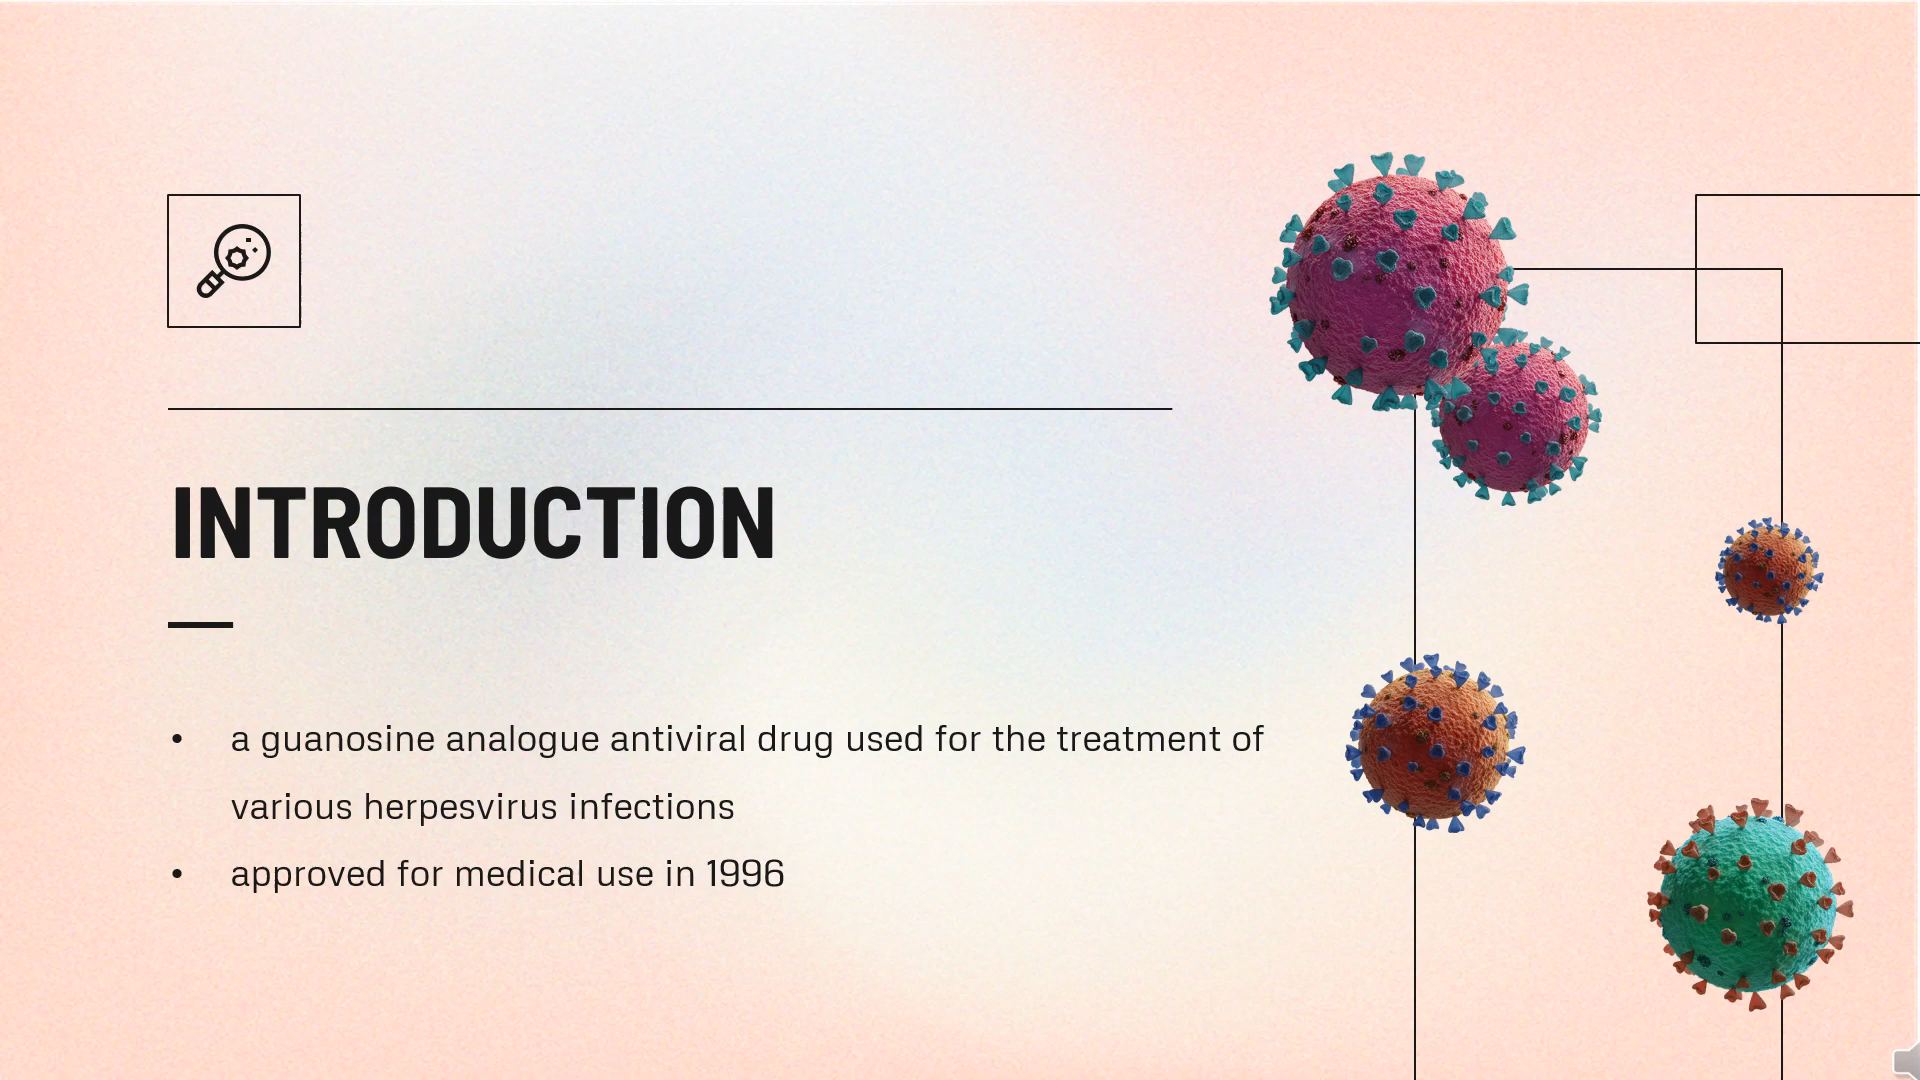 INTRODUCTION
• a guanosine analogue antiviral drug used for the treatment of
various herpesvirus infections
• approved for medical use in 1996